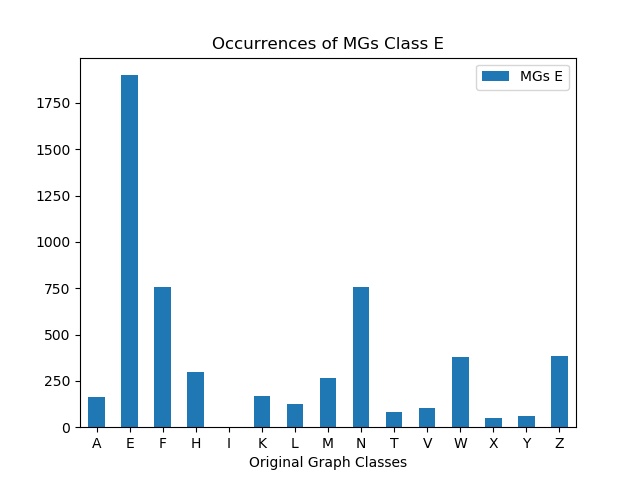 Occurrences of MGs Class E
MGs E
1750
1500
1250
1000
750
500
250
0
A E F H I K L M N T V W X Y Z
Original Graph Classes